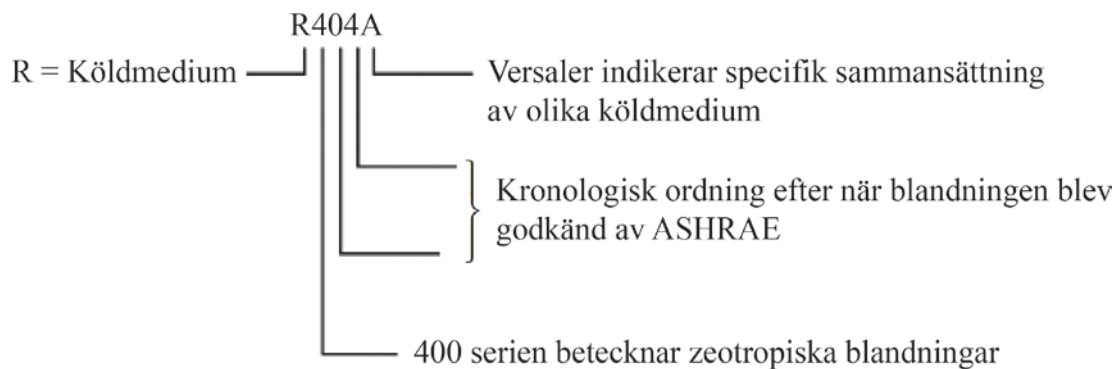 R404A
R = Köldmedium
Versaler indikerar specifik sammansättning
av olika köldmedium
Kronologisk ordning efter när blandningen blev
godkänd av ASHRAE
400 serien betecknar zeotropiska blandningar